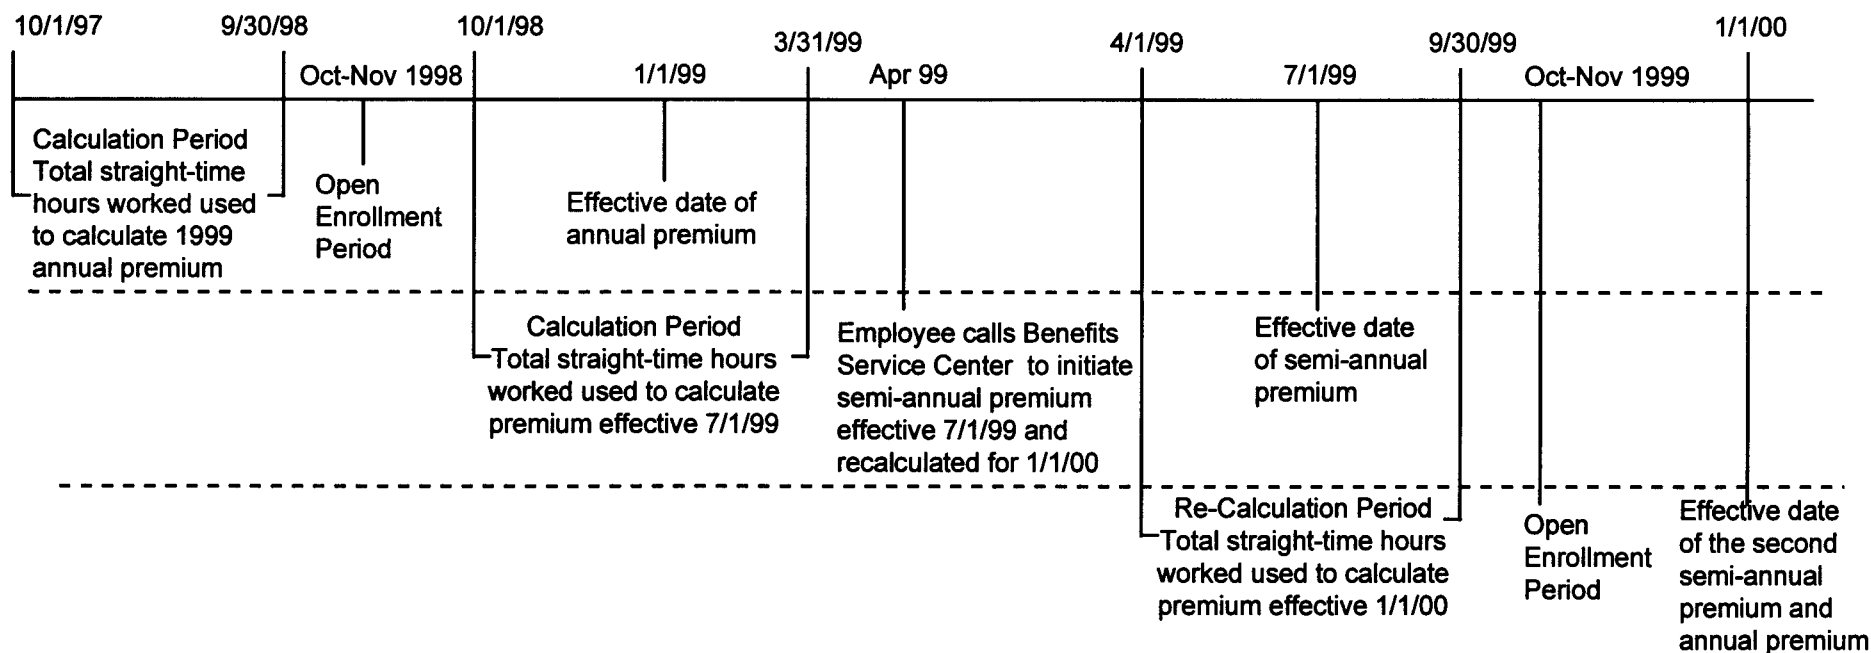 10/1/97
9/30/98
10/1/98
3/31/99
4/1/99
9/30/99
1/1/00
Oct-Nov 1998
1/1/99
Apr 99
7/1/99
Oct-Nov 1999
Calculation Period
Total straight-time
hours worked used
to calculate 1999
annual premium
Open
Enrollment
Period
Effective date of
annual premium
Calculation Period
Total straight-time hours
worked used to calculate
premium effective 7/1/99
Employee calls Benefits
Service Center to initiate
semi-annual premium
effective 7/1/99 and
recalculated for 1/1/00
Effective date
of semi-annual
premium
Re-Calculation Period
Total straight-time hours
worked used to calculate
premium effective 1/1/00
Open
Enrollment
Period
Effective date
of the second
semi-annual
premium and
annual premium